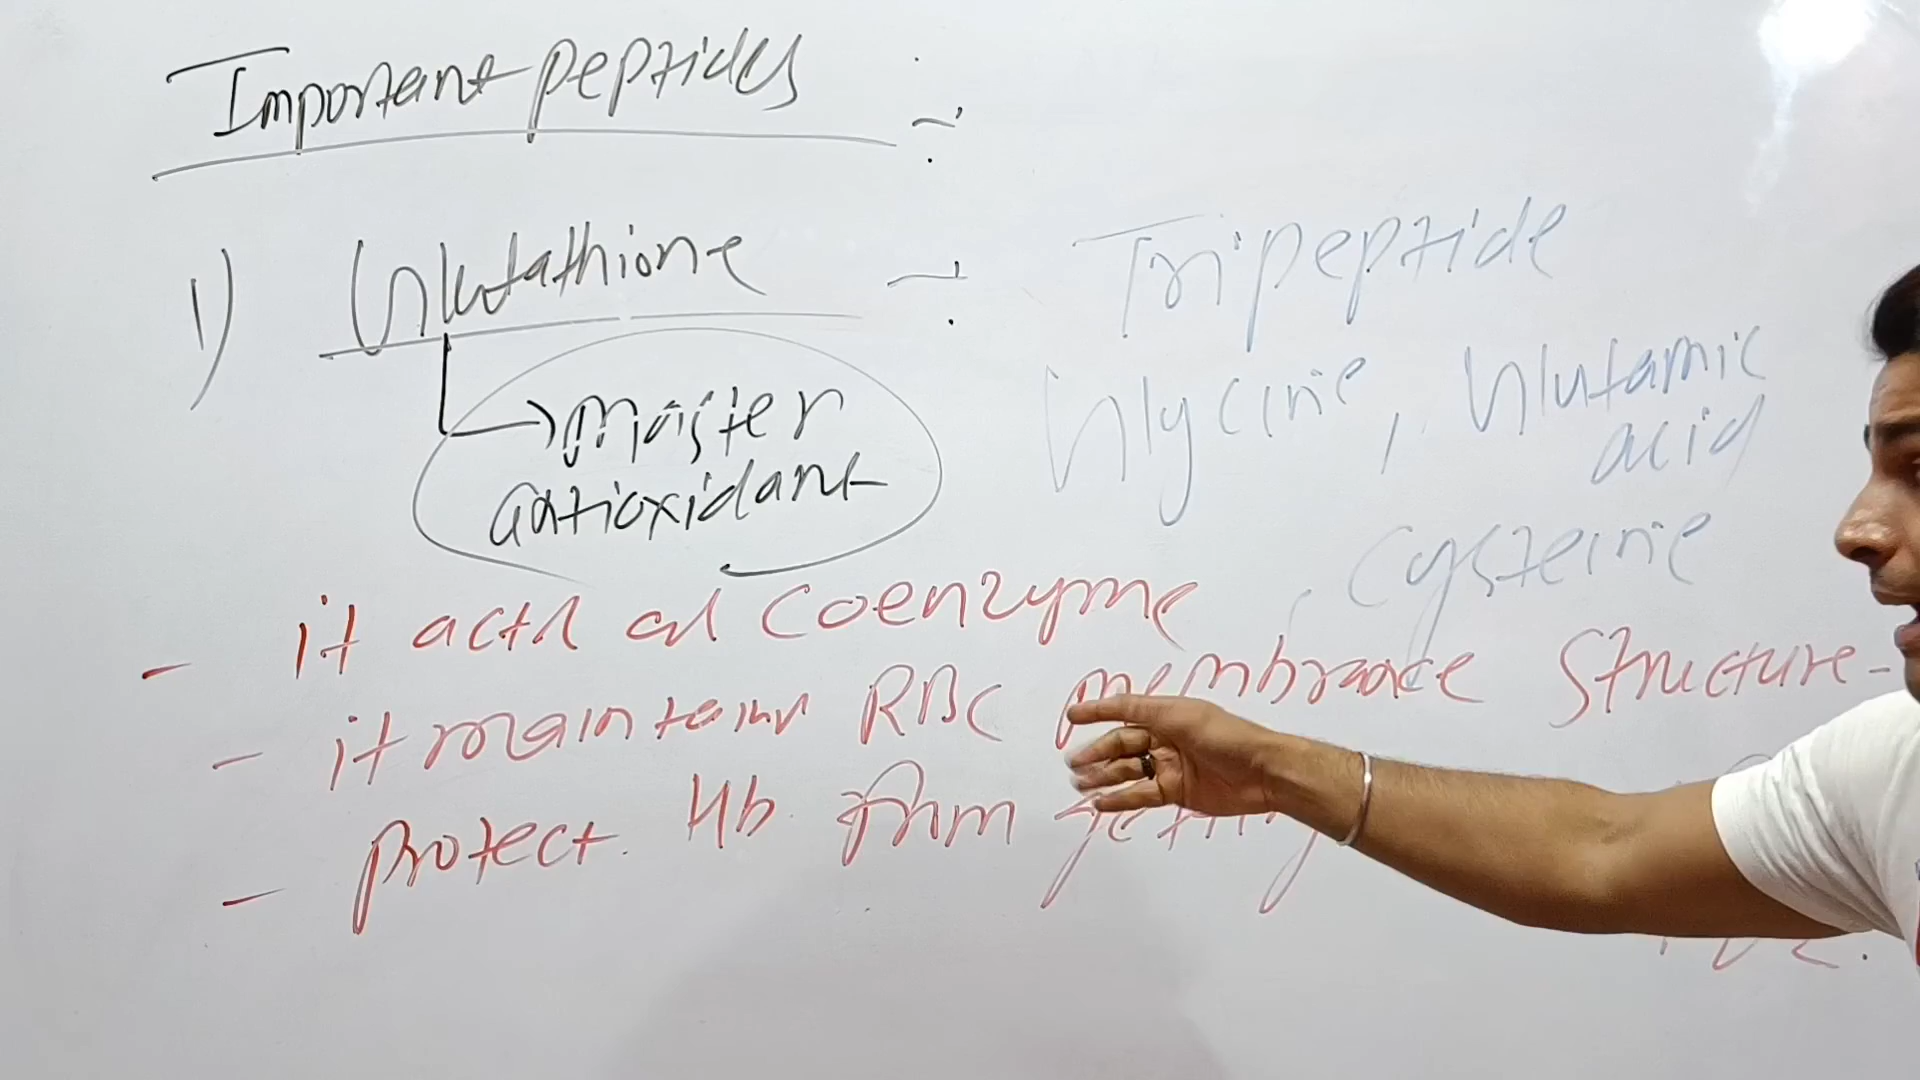 Important peptides :-
1) Glutathione :- Tripeptide
Glycine, Glutamic
acid
, Cysteine
→ Master
antioxidant
- it acts as coenzyme
- it maintains RBC membrane structure-
- protect Hb from getting